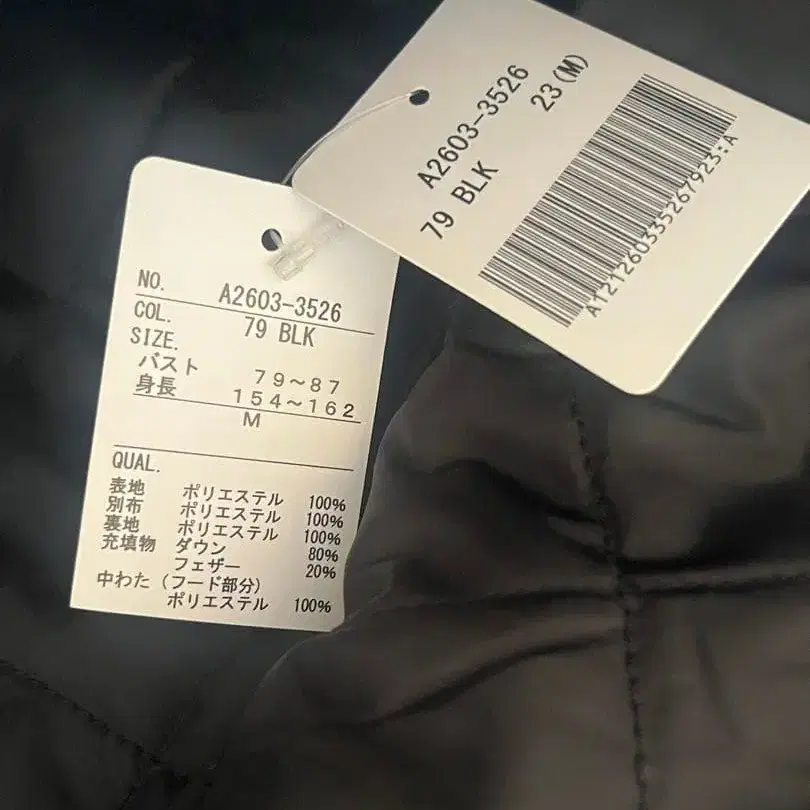 A2603-3526
23(M)
79 BLK
A121260335267923:A
NO. A2603-3526
COL. 79 BLK
SIZE.
バスト 79～87
身長 154～162
M
QUAL.
表地 ポリエステル 100%
別布 ポリエステル 100%
裏地 ポリエステル 100%
充填物 ダウン 80%
フェザー 20%
中わた(フード部分)
ポリエステル 100%